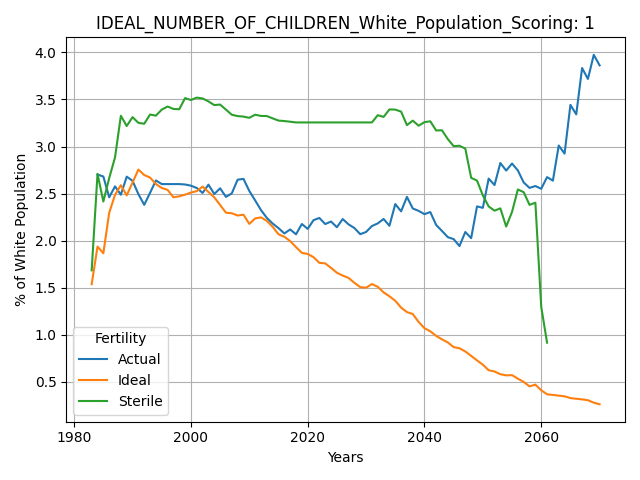 IDEAL_NUMBER_OF_CHILDREN_White_Population_Scoring: 1
% of White Population
4.0
3.5
3.0
2.5
2.0
1.5
1.0
0.5
Fertility
Actual
Ideal
Sterile
1980
2000
2020
2040
2060
Years